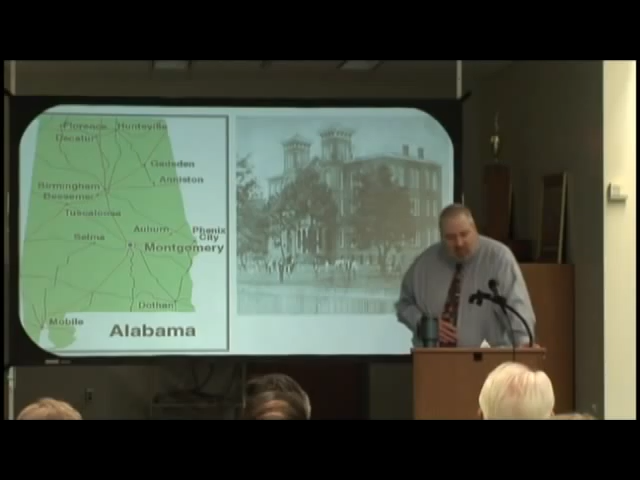 Florence Huntsville
Decatur
Gadsden
Anniston
Birmingham
Bessemer
Tuscaloosa
Auburn Phenix
City
Selma
Montgomery
Dothan
Mobile
Alabama